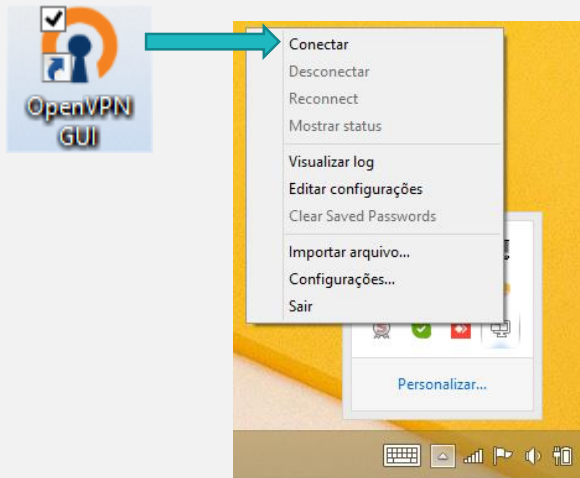 OpenVPN
GUI
Conectar
Desconectar
Reconnect
Mostrar status
Visualizar log
Editar configurações
Clear Saved Passwords
Importar arquivo...
Configurações...
Sair
Personalizar...